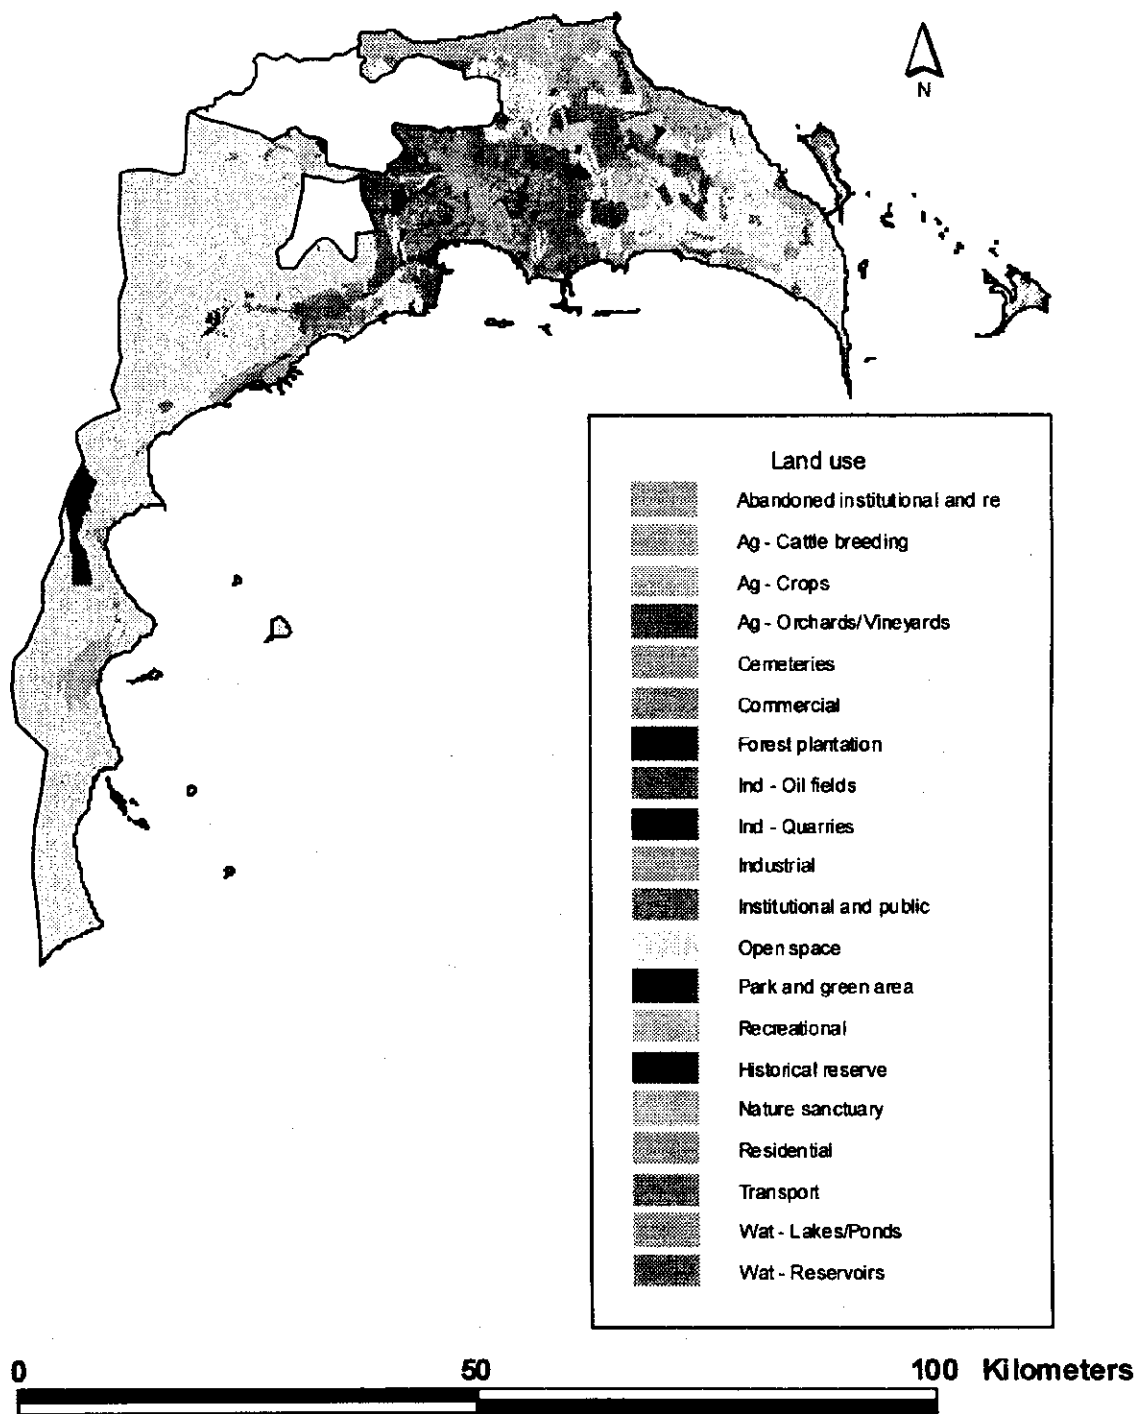 N
Land use
Abandoned institutional and re
Ag - Cattle breeding
Ag - Crops
Ag - Orchards/Vineyards
Cemeteries
Commercial
Forest plantation
Ind - Oil fields
Ind - Quarries
Industrial
Institutional and public
Open space
Park and green area
Recreational
Historical reserve
Nature sanctuary
Residential
Transport
Wat - Lakes/Ponds
Wat - Reservoirs
0 50 100 Kilometers